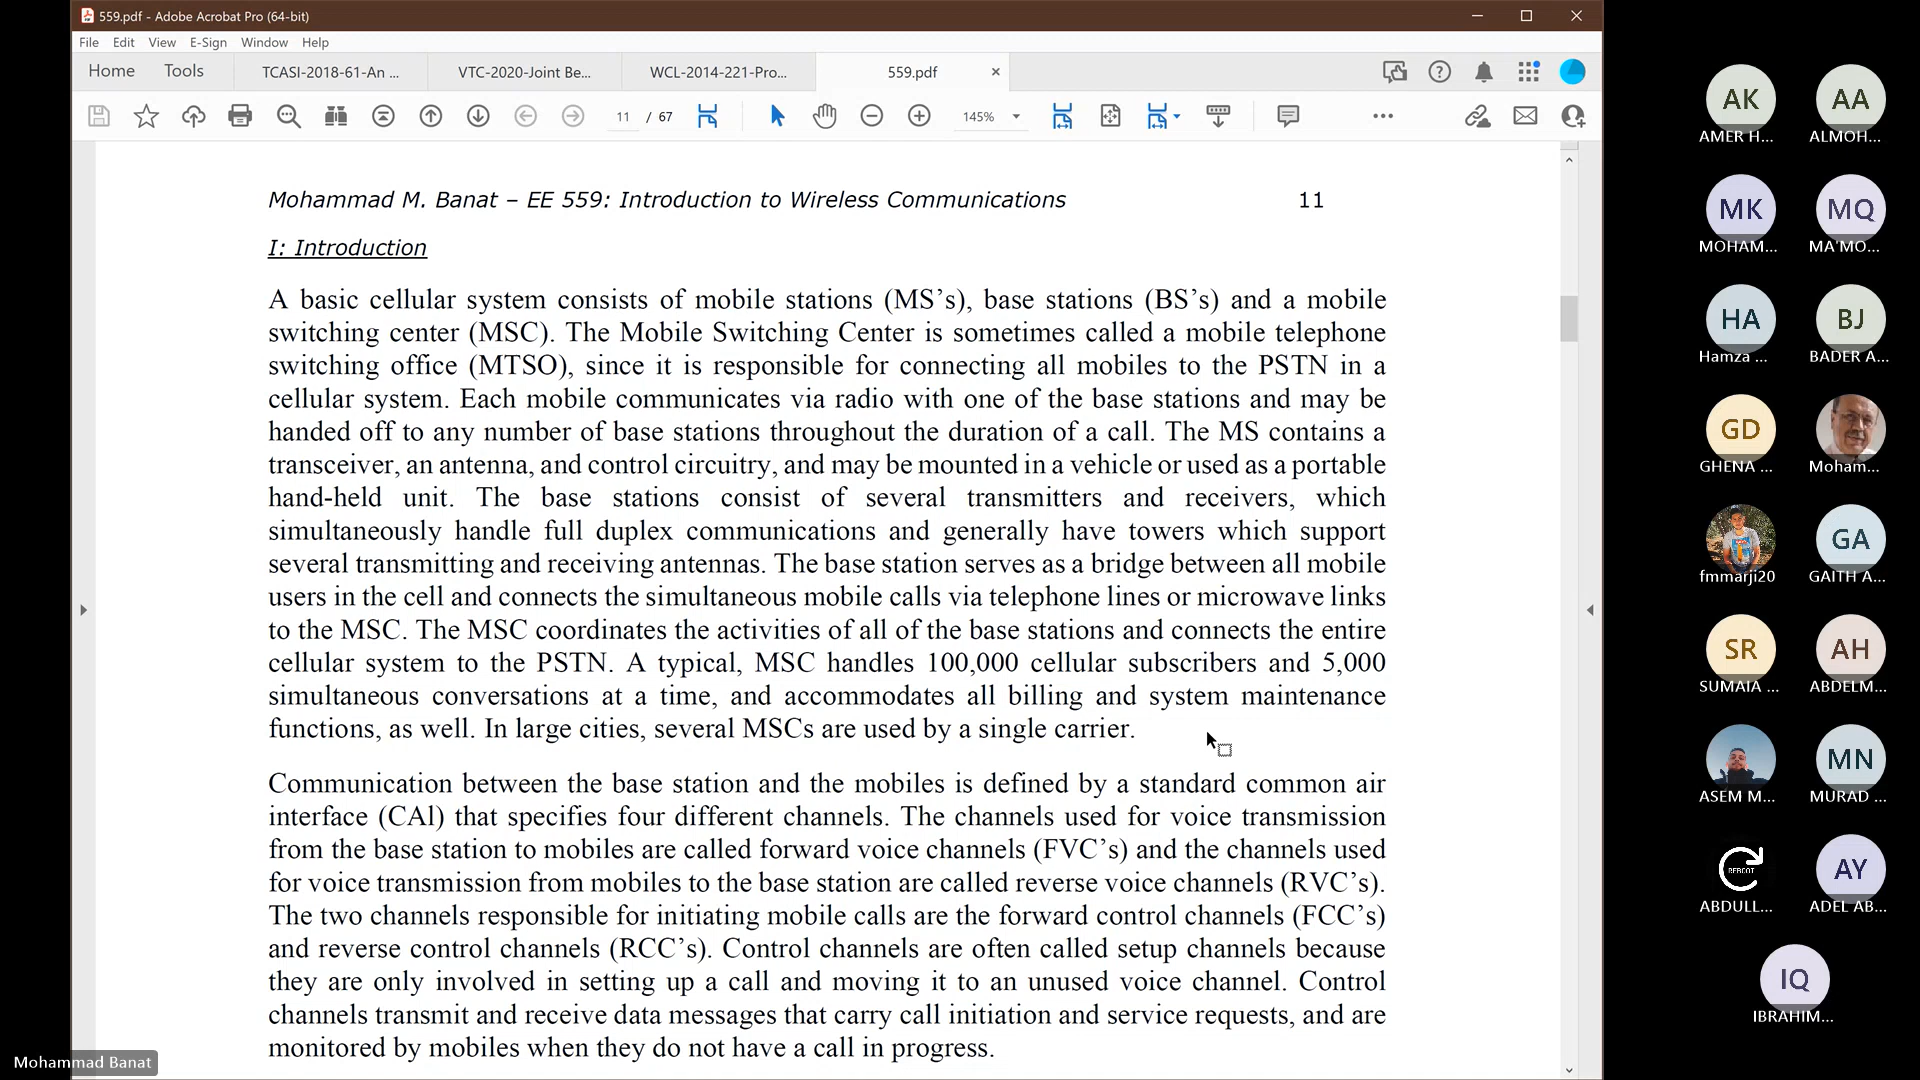 559.pdf - Adobe Acrobat Pro (64-bit)
File Edit View E-Sign Window Help
Home Tools TCASI-2018-61-An ... VTC-2020-Joint Be... WCL-2014-221-Pro... 559.pdf
11 / 67 145%
Mohammad M. Banat – EE 559: Introduction to Wireless Communications 11
I: Introduction
A basic cellular system consists of mobile stations (MS's), base stations (BS's) and a mobile
switching center (MSC). The Mobile Switching Center is sometimes called a mobile telephone
switching office (MTSO), since it is responsible for connecting all mobiles to the PSTN in a
cellular system. Each mobile communicates via radio with one of the base stations and may be
handed off to any number of base stations throughout the duration of a call. The MS contains a
transceiver, an antenna, and control circuitry, and may be mounted in a vehicle or used as a portable
hand-held unit. The base stations consist of several transmitters and receivers, which
simultaneously handle full duplex communications and generally have towers which support
several transmitting and receiving antennas. The base station serves as a bridge between all mobile
users in the cell and connects the simultaneous mobile calls via telephone lines or microwave links
to the MSC. The MSC coordinates the activities of all of the base stations and connects the entire
cellular system to the PSTN. A typical, MSC handles 100,000 cellular subscribers and 5,000
simultaneous conversations at a time, and accommodates all billing and system maintenance
functions, as well. In large cities, several MSCs are used by a single carrier.
Communication between the base station and the mobiles is defined by a standard common air
interface (CAl) that specifies four different channels. The channels used for voice transmission
from the base station to mobiles are called forward voice channels (FVC's) and the channels used
for voice transmission from mobiles to the base station are called reverse voice channels (RVC's).
The two channels responsible for initiating mobile calls are the forward control channels (FCC's)
and reverse control channels (RCC's). Control channels are often called setup channels because
they are only involved in setting up a call and moving it to an unused voice channel. Control
channels transmit and receive data messages that carry call initiation and service requests, and are
monitored by mobiles when they do not have a call in progress.
Mohammad Banat
AK AA
AMER H... ALMOH...
MK MQ
MOHAM... MA'MO...
HA BJ
Hamza ... BADER A...
GD
GHENA ... Moham...
GA
fmmarji20 GAITH A...
SR AH
SUMAIA ... ABDELM...
MN
ASEM M... MURAD ...
REBOOT AY
ABDULL... ADEL AB...
IQ
IBRAHIM...